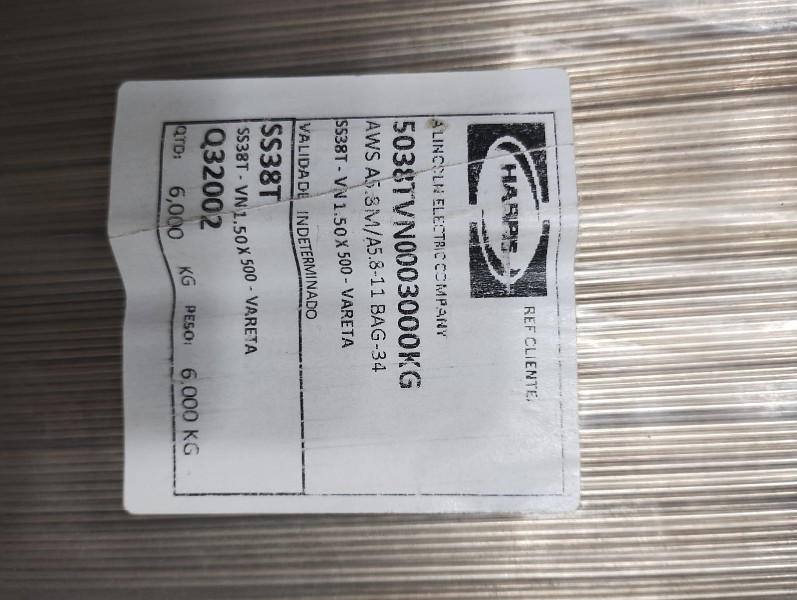 HARRIS
REF CLIENTE:
A LINCOLN ELECTRIC COMPANY
5038TVN0003000KG
AWS A5.8M/A5.8-11 BAG-34
SS38T - VN 1.50 X 500 - VARETA
VALIDADE INDETERMINADO
SS38T
SS38T - VN 1.50 X 500 - VARETA
Q32002
QTD: 6,000 KG PESO: 6,000 KG